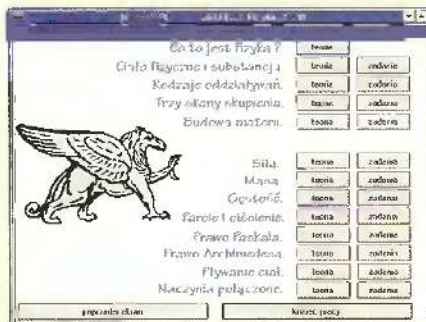 Co to jest fizyka ? teoria
Ciało fizyczne i substancja teoria zadania
Rodzaje oddziaływań. teoria zadania
Trzy stany skupienia. teoria zadania
Budowa materii. teoria zadania
Siła. teoria zadania
Masa. teoria zadania
Gęstość. teoria zadania
Parcie i ciśnienie. teoria zadania
Prawo Paskala. teoria zadania
Prawo Archimedesa. teoria zadania
Pływanie ciał. teoria zadania
Naczynia połączone. teoria zadania
poprzedni ekran koniec pracy